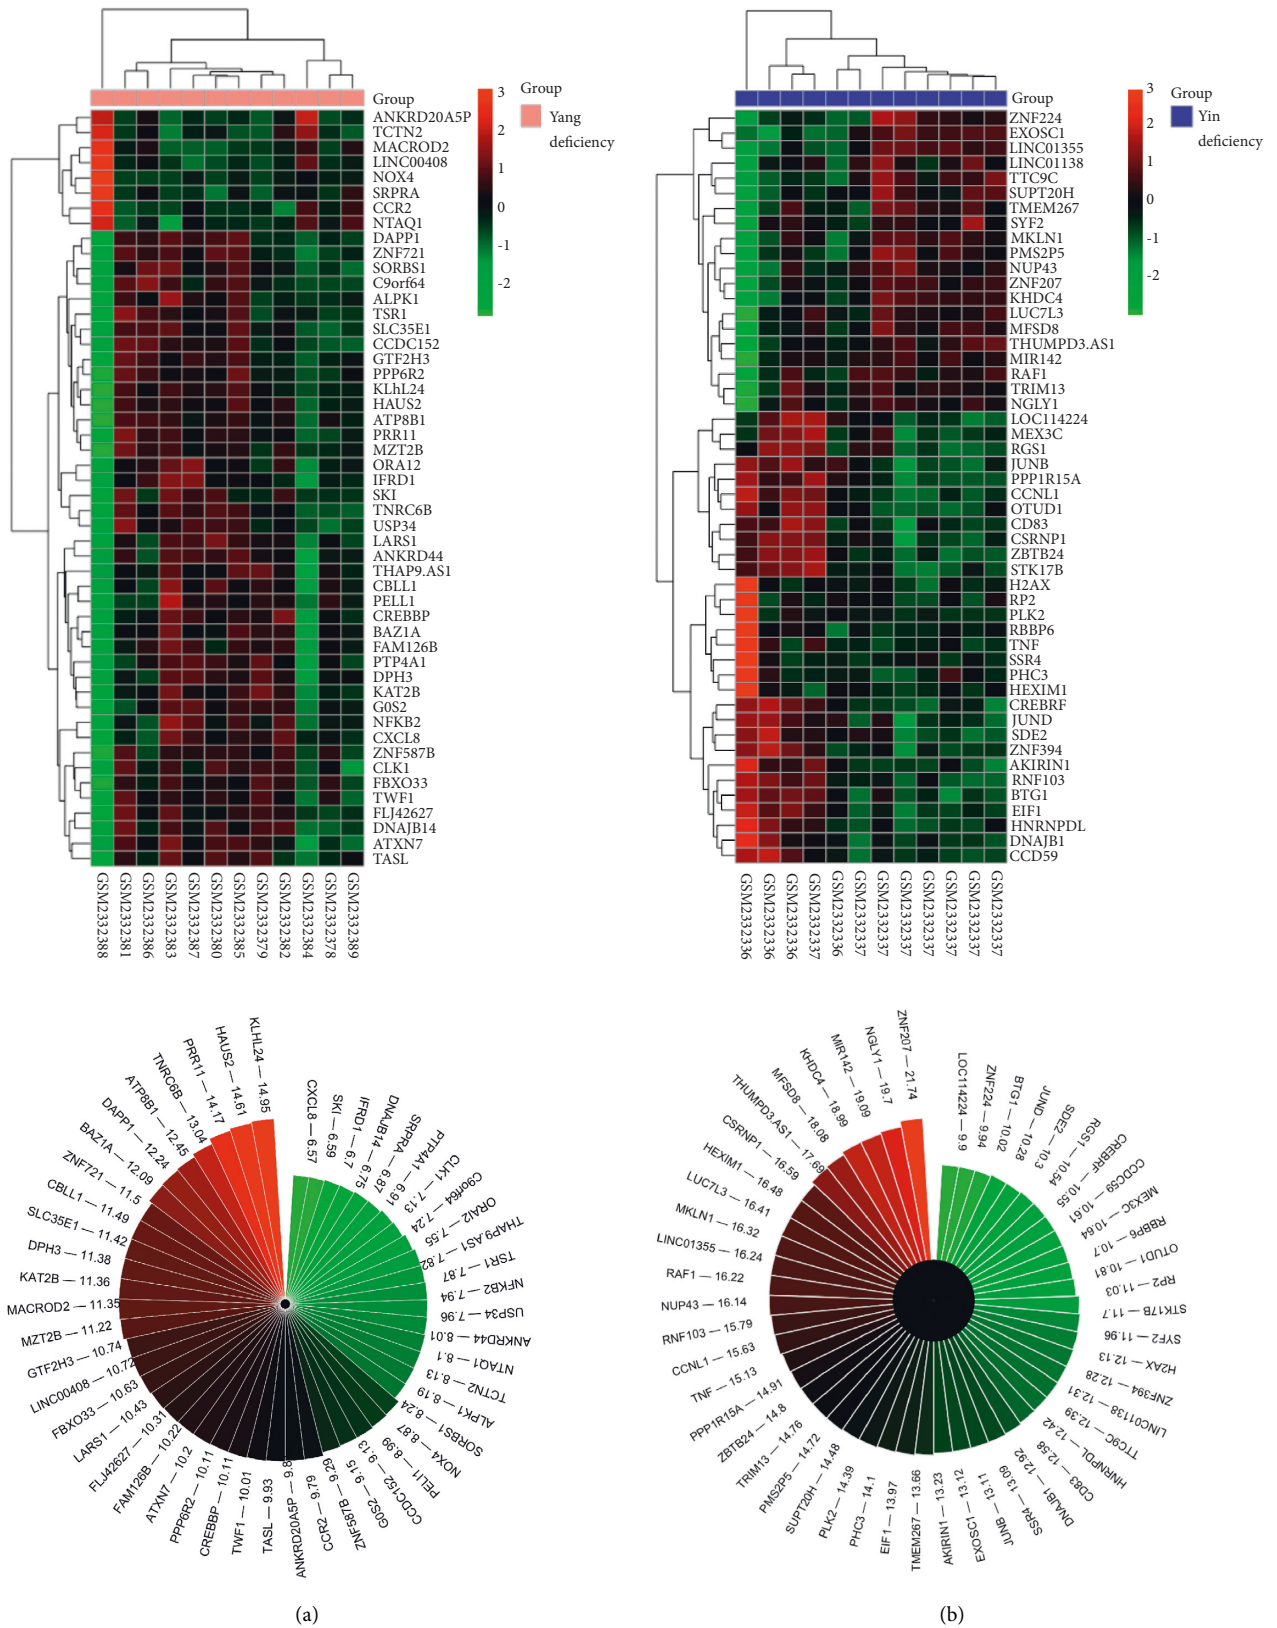 Group
ANKRD20A5P
TCTN2
MACROD2
LINC00408
NOX4
SRPRA
CCR2
NTAQ1
DAPP1
ZNF721
SORBS1
C9orf64
ALPK1
TSR1
SLC35E1
CCDC152
GTF2H3
PPP6R2
KLhL24
HAUS2
ATP8B1
PRR11
MZT2B
ORA12
IFRD1
SKI
TNRC6B
USP34
LARS1
ANKRD44
THAP9.AS1
CBLL1
PELL1
CREBBP
BAZ1A
FAM126B
PTP4A1
DPH3
KAT2B
G0S2
NFKB2
CXCL8
ZNF587B
CLK1
FBXO33
TWF1
FLJ42627
DNAJB14
ATXN7
TASL
3
2
1
0
-1
-2
Group
Yang
deficiency
GSM2332388
GSM2332381
GSM2332386
GSM2332383
GSM2332387
GSM2332380
GSM2332385
GSM2332379
GSM2332382
GSM2332384
GSM2332378
GSM2332389
Group
ZNF224
EXOSC1
LINC01355
LINC01138
TTC9C
SUPT20H
TMEM267
SYF2
MKLN1
PMS2P5
NUP43
ZNF207
KHDC4
LUC7L3
MFSD8
THUMPD3.AS1
MIR142
RAF1
TRIM13
NGLY1
LOC114224
MEX3C
RGS1
JUNB
PPP1R15A
CCNL1
OTUD1
CD83
CSRNP1
ZBTB24
STK17B
H2AX
RP2
PLK2
RBBP6
TNF
SSR4
PHC3
HEXIM1
CREBRF
JUND
SDE2
ZNF394
AKIRIN1
RNF103
BTG1
EIF1
HNRNPDL
DNAJB1
CCD59
3
2
1
0
-1
-2
Group
Yin
deficiency
GSM2332336
GSM2332336
GSM2332336
GSM2332337
GSM2332336
GSM2332337
GSM2332337
GSM2332337
GSM2332337
GSM2332337
GSM2332337
GSM2332337
CXCL8 — 6.57
SKI — 6.59
IFRD1 — 6.7
DNAJB14 — 6.75
SRPRA — 6.87
PTP4A1 — 6.91
CLK1 — 7.13
C9orf64 — 7.24
ORAI2 — 7.55
THAP9.AS1 — 7.82
TSR1 — 7.87
NFKB2 — 7.94
USP34 — 7.96
ANKRD44 — 8.01
NTAQ1 — 8.1
TCTN2 — 8.13
ALPK1 — 8.19
SORBS1 — 8.24
NOX4 — 8.87
PELI1 — 8.99
CCDC152 — 9.13
G0S2 — 9.15
ZNF587B — 9.29
CCR2 — 9.79
ANKRD20A5P — 9.8
TASL — 9.93
TWF1 — 10.01
CREBBP — 10.11
PPP6R2 — 10.11
ATXN7 — 10.2
FAM126B — 10.22
FLJ42627 — 10.31
LARS1 — 10.43
FBXO33 — 10.63
LINC00408 — 10.72
GTF2H3 — 10.74
MZT2B — 11.22
MACROD2 — 11.35
KAT2B — 11.36
DPH3 — 11.38
SLC35E1 — 11.42
CBLL1 — 11.49
ZNF721 — 11.5
BAZ1A — 12.09
DAPP1 — 12.24
ATP8B1 — 12.45
TNRC6B — 13.04
PRR11 — 14.17
HAUS2 — 14.61
KLHL24 — 14.95
(a)
LOC114224 — 9.9
ZNF224 — 9.94
BTG1 — 10.02
JUND — 10.28
SDE2 — 10.3
RGS1 — 10.54
CREBRF — 10.55
CCDC59 — 10.61
MEX3C — 10.64
RBBP6 — 10.7
OTUD1 — 10.81
RP2 — 11.03
STK17B — 11.7
SYF2 — 11.96
H2AX — 12.13
ZNF394 — 12.28
LINC01138 — 12.31
TTC9C — 12.39
HNRNPDL — 12.42
CD83 — 12.58
DNAJB1 — 12.92
SSR4 — 13.09
JUNB — 13.11
EXOSC1 — 13.12
AKIRIN1 — 13.23
TMEM267 — 13.66
EIF1 — 13.97
PHC3 — 14.1
PLK2 — 14.39
SUPT20H — 14.48
PMS2P5 — 14.72
TRIM13 — 14.76
ZBTB24 — 14.8
PPP1R15A — 14.91
TNF — 15.13
CCNL1 — 15.63
RNF103 — 15.79
NUP43 — 16.14
RAF1 — 16.22
LINC01355 — 16.24
MKLN1 — 16.32
LUC7L3 — 16.41
HEXIM1 — 16.48
CSRNP1 — 16.59
THUMPD3.AS1 — 17.69
MFSD8 — 18.08
KHDC4 — 18.99
MIR142 — 19.09
NGLY1 — 19.7
ZNF207 — 21.74
(b)